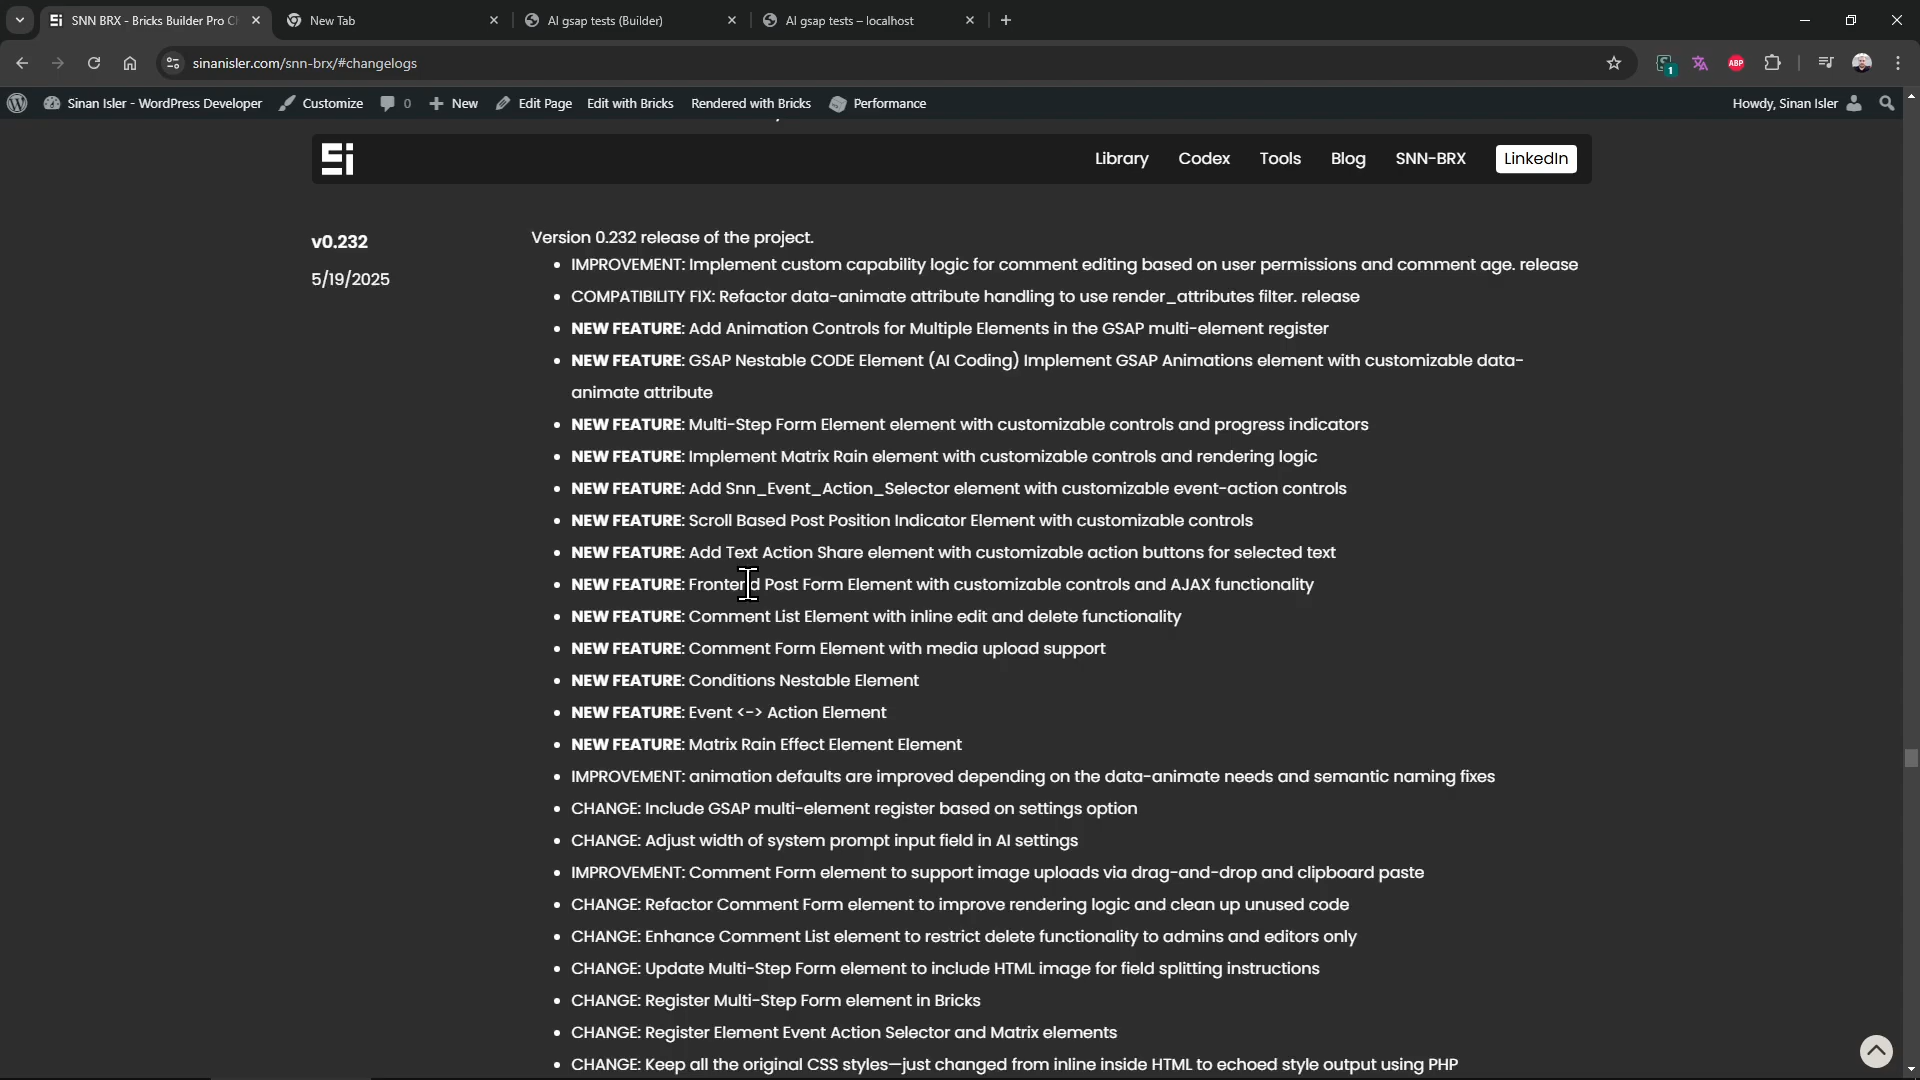 SNN BRX - Bricks Builder Pro C
New Tab
AI gsap tests (Builder)
AI gsap tests – localhost
sinanisler.com/snn-brx/#changelogs
1
ABP
Sinan Isler - WordPress Developer
Customize
0
New
Edit Page
Edit with Bricks
Rendered with Bricks
Performance
Howdy, Sinan Isler
Si
Library
Codex
Tools
Blog
SNN-BRX
LinkedIn
v0.232
5/19/2025
Version 0.232 release of the project.
• IMPROVEMENT: Implement custom capability logic for comment editing based on user permissions and comment age. release
• COMPATIBILITY FIX: Refactor data-animate attribute handling to use render_attributes filter. release
• NEW FEATURE: Add Animation Controls for Multiple Elements in the GSAP multi-element register
• NEW FEATURE: GSAP Nestable CODE Element (AI Coding) Implement GSAP Animations element with customizable data-
animate attribute
• NEW FEATURE: Multi-Step Form Element element with customizable controls and progress indicators
• NEW FEATURE: Implement Matrix Rain element with customizable controls and rendering logic
• NEW FEATURE: Add Snn_Event_Action_Selector element with customizable event-action controls
• NEW FEATURE: Scroll Based Post Position Indicator Element with customizable controls
• NEW FEATURE: Add Text Action Share element with customizable action buttons for selected text
• NEW FEATURE: Frontend Post Form Element with customizable controls and AJAX functionality
• NEW FEATURE: Comment List Element with inline edit and delete functionality
• NEW FEATURE: Comment Form Element with media upload support
• NEW FEATURE: Conditions Nestable Element
• NEW FEATURE: Event <-> Action Element
• NEW FEATURE: Matrix Rain Effect Element Element
• IMPROVEMENT: animation defaults are improved depending on the data-animate needs and semantic naming fixes
• CHANGE: Include GSAP multi-element register based on settings option
• CHANGE: Adjust width of system prompt input field in AI settings
• IMPROVEMENT: Comment Form element to support image uploads via drag-and-drop and clipboard paste
• CHANGE: Refactor Comment Form element to improve rendering logic and clean up unused code
• CHANGE: Enhance Comment List element to restrict delete functionality to admins and editors only
• CHANGE: Update Multi-Step Form element to include HTML image for field splitting instructions
• CHANGE: Register Multi-Step Form element in Bricks
• CHANGE: Register Element Event Action Selector and Matrix elements
• CHANGE: Keep all the original CSS styles—just changed from inline inside HTML to echoed style output using PHP